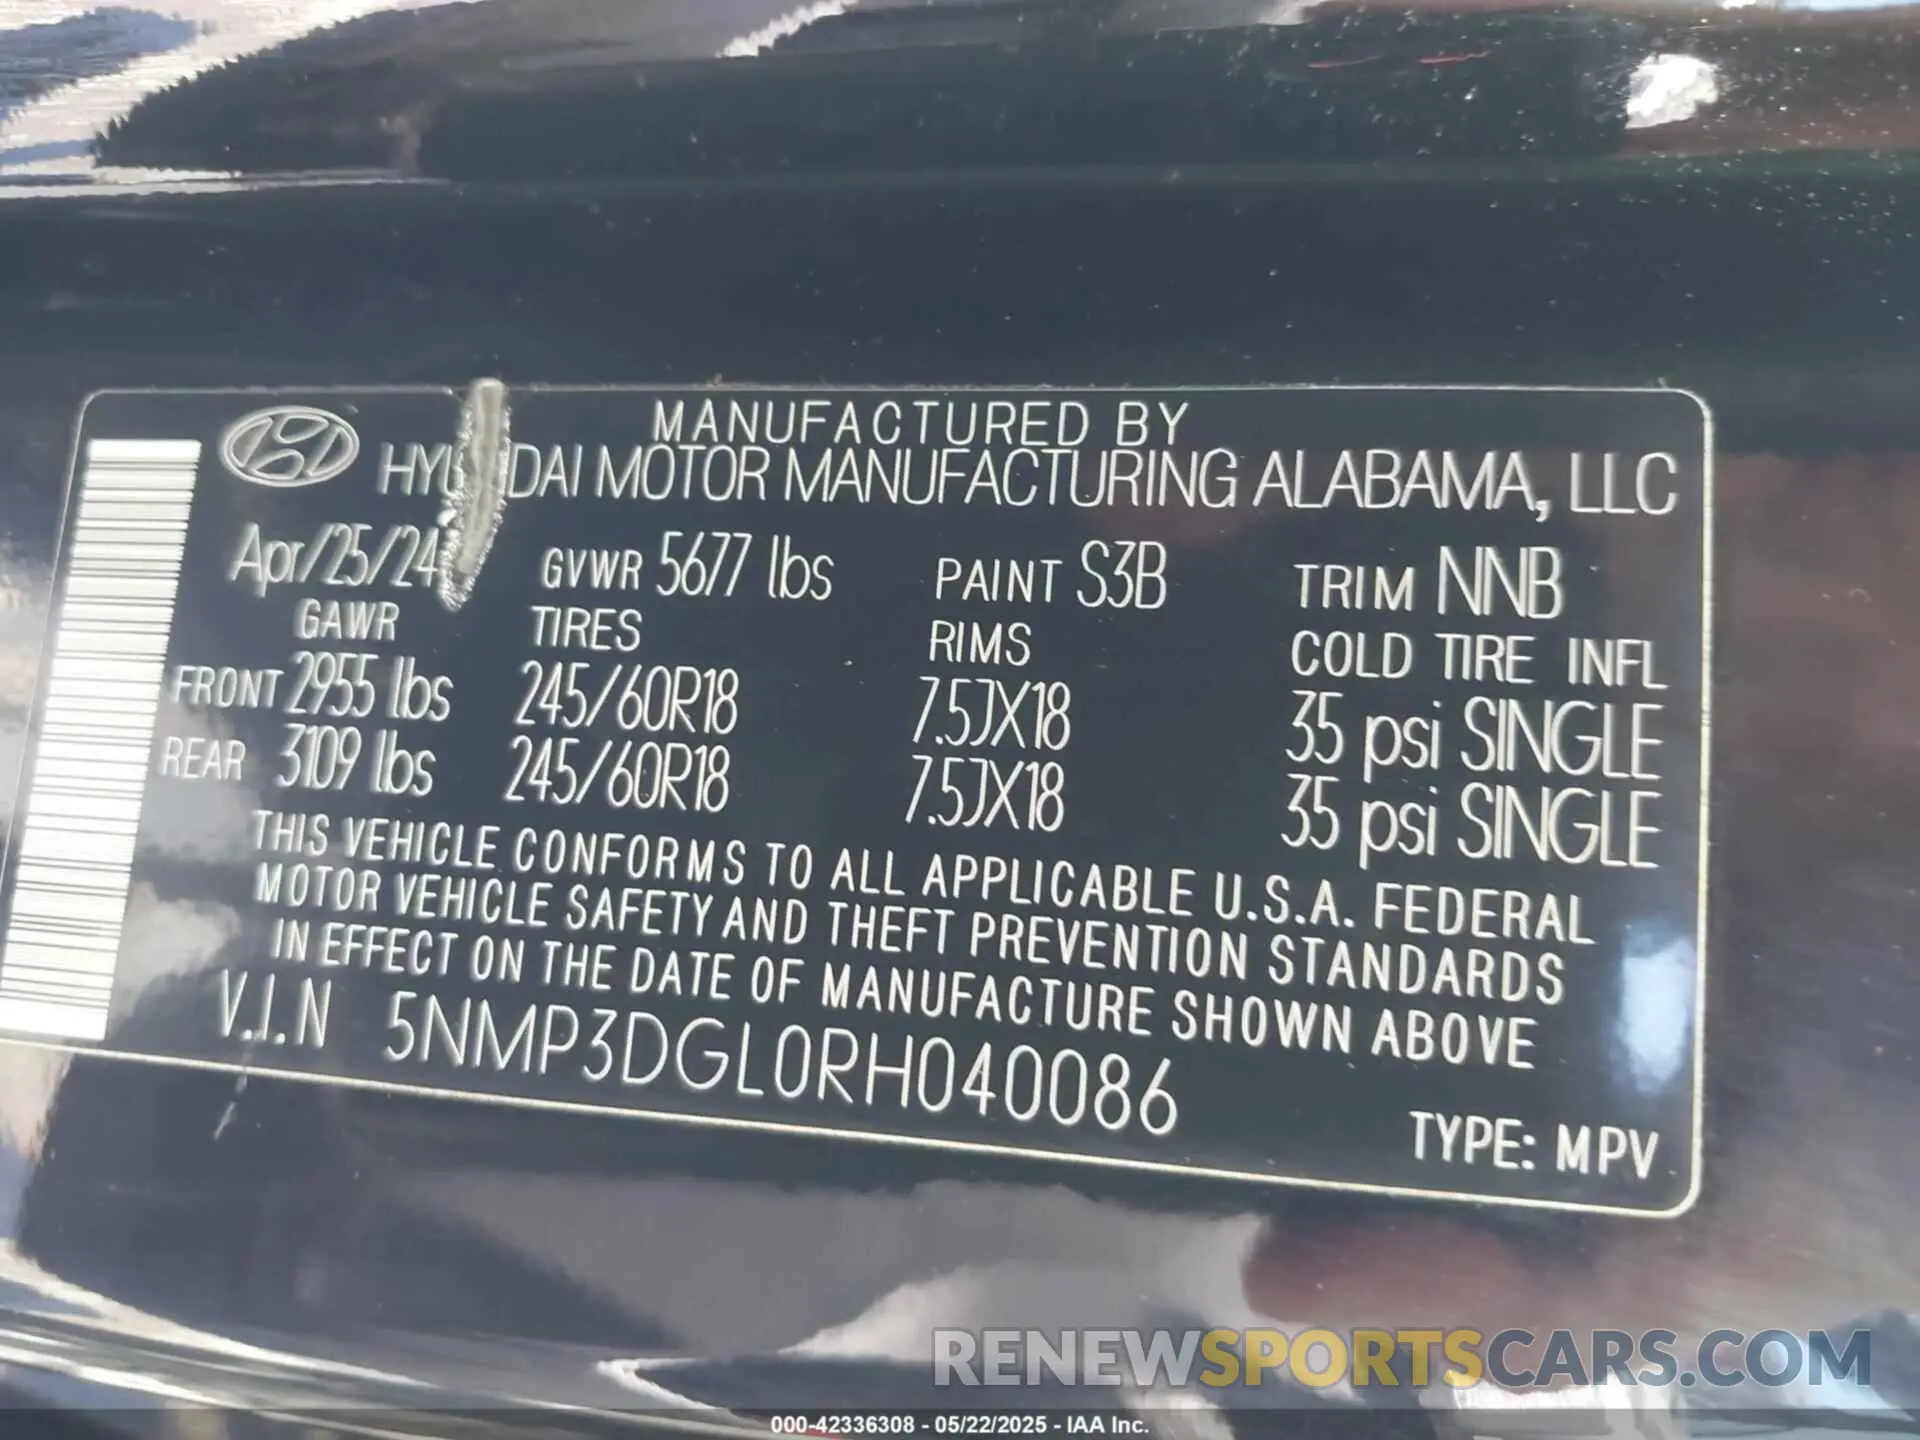 MANUFACTURED BY
HYUNDAI MOTOR MANUFACTURING ALABAMA, LLC
Apr/25/24 GVWR 5677 lbs PAINT S3B TRIM NNB
GAWR TIRES RIMS COLD TIRE INFL
FRONT 2955 lbs 245/60R18 7.5JX18 35 psi SINGLE
REAR 3109 lbs 245/60R18 7.5JX18 35 psi SINGLE
THIS VEHICLE CONFORMS TO ALL APPLICABLE U.S.A. FEDERAL
MOTOR VEHICLE SAFETY AND THEFT PREVENTION STANDARDS
IN EFFECT ON THE DATE OF MANUFACTURE SHOWN ABOVE
V.I.N 5NMP3DGL0RH040086
TYPE: MPV
RENEWSPORTSCARS.COM
000-42336308 - 05/22/2025 - IAA Inc.